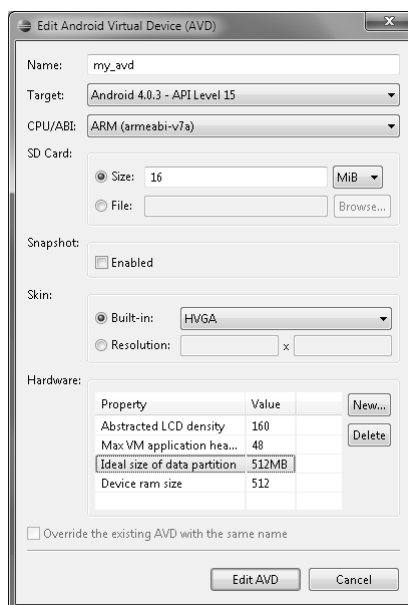 Edit Android Virtual Device (AVD)
x
Name: my_avd
Target: Android 4.0.3 - API Level 15
CPU/ABI: ARM (armeabi-v7a)
SD Card:
Size: 16 MiB
File: Browse...
Snapshot:
Enabled
Skin:
Built-in: HVGA
Resolution: x
Hardware:
Property Value New...
Abstracted LCD density 160
Max VM application hea... 48 Delete
Ideal size of data partition 512MB
Device ram size 512
Override the existing AVD with the same name
Edit AVD Cancel